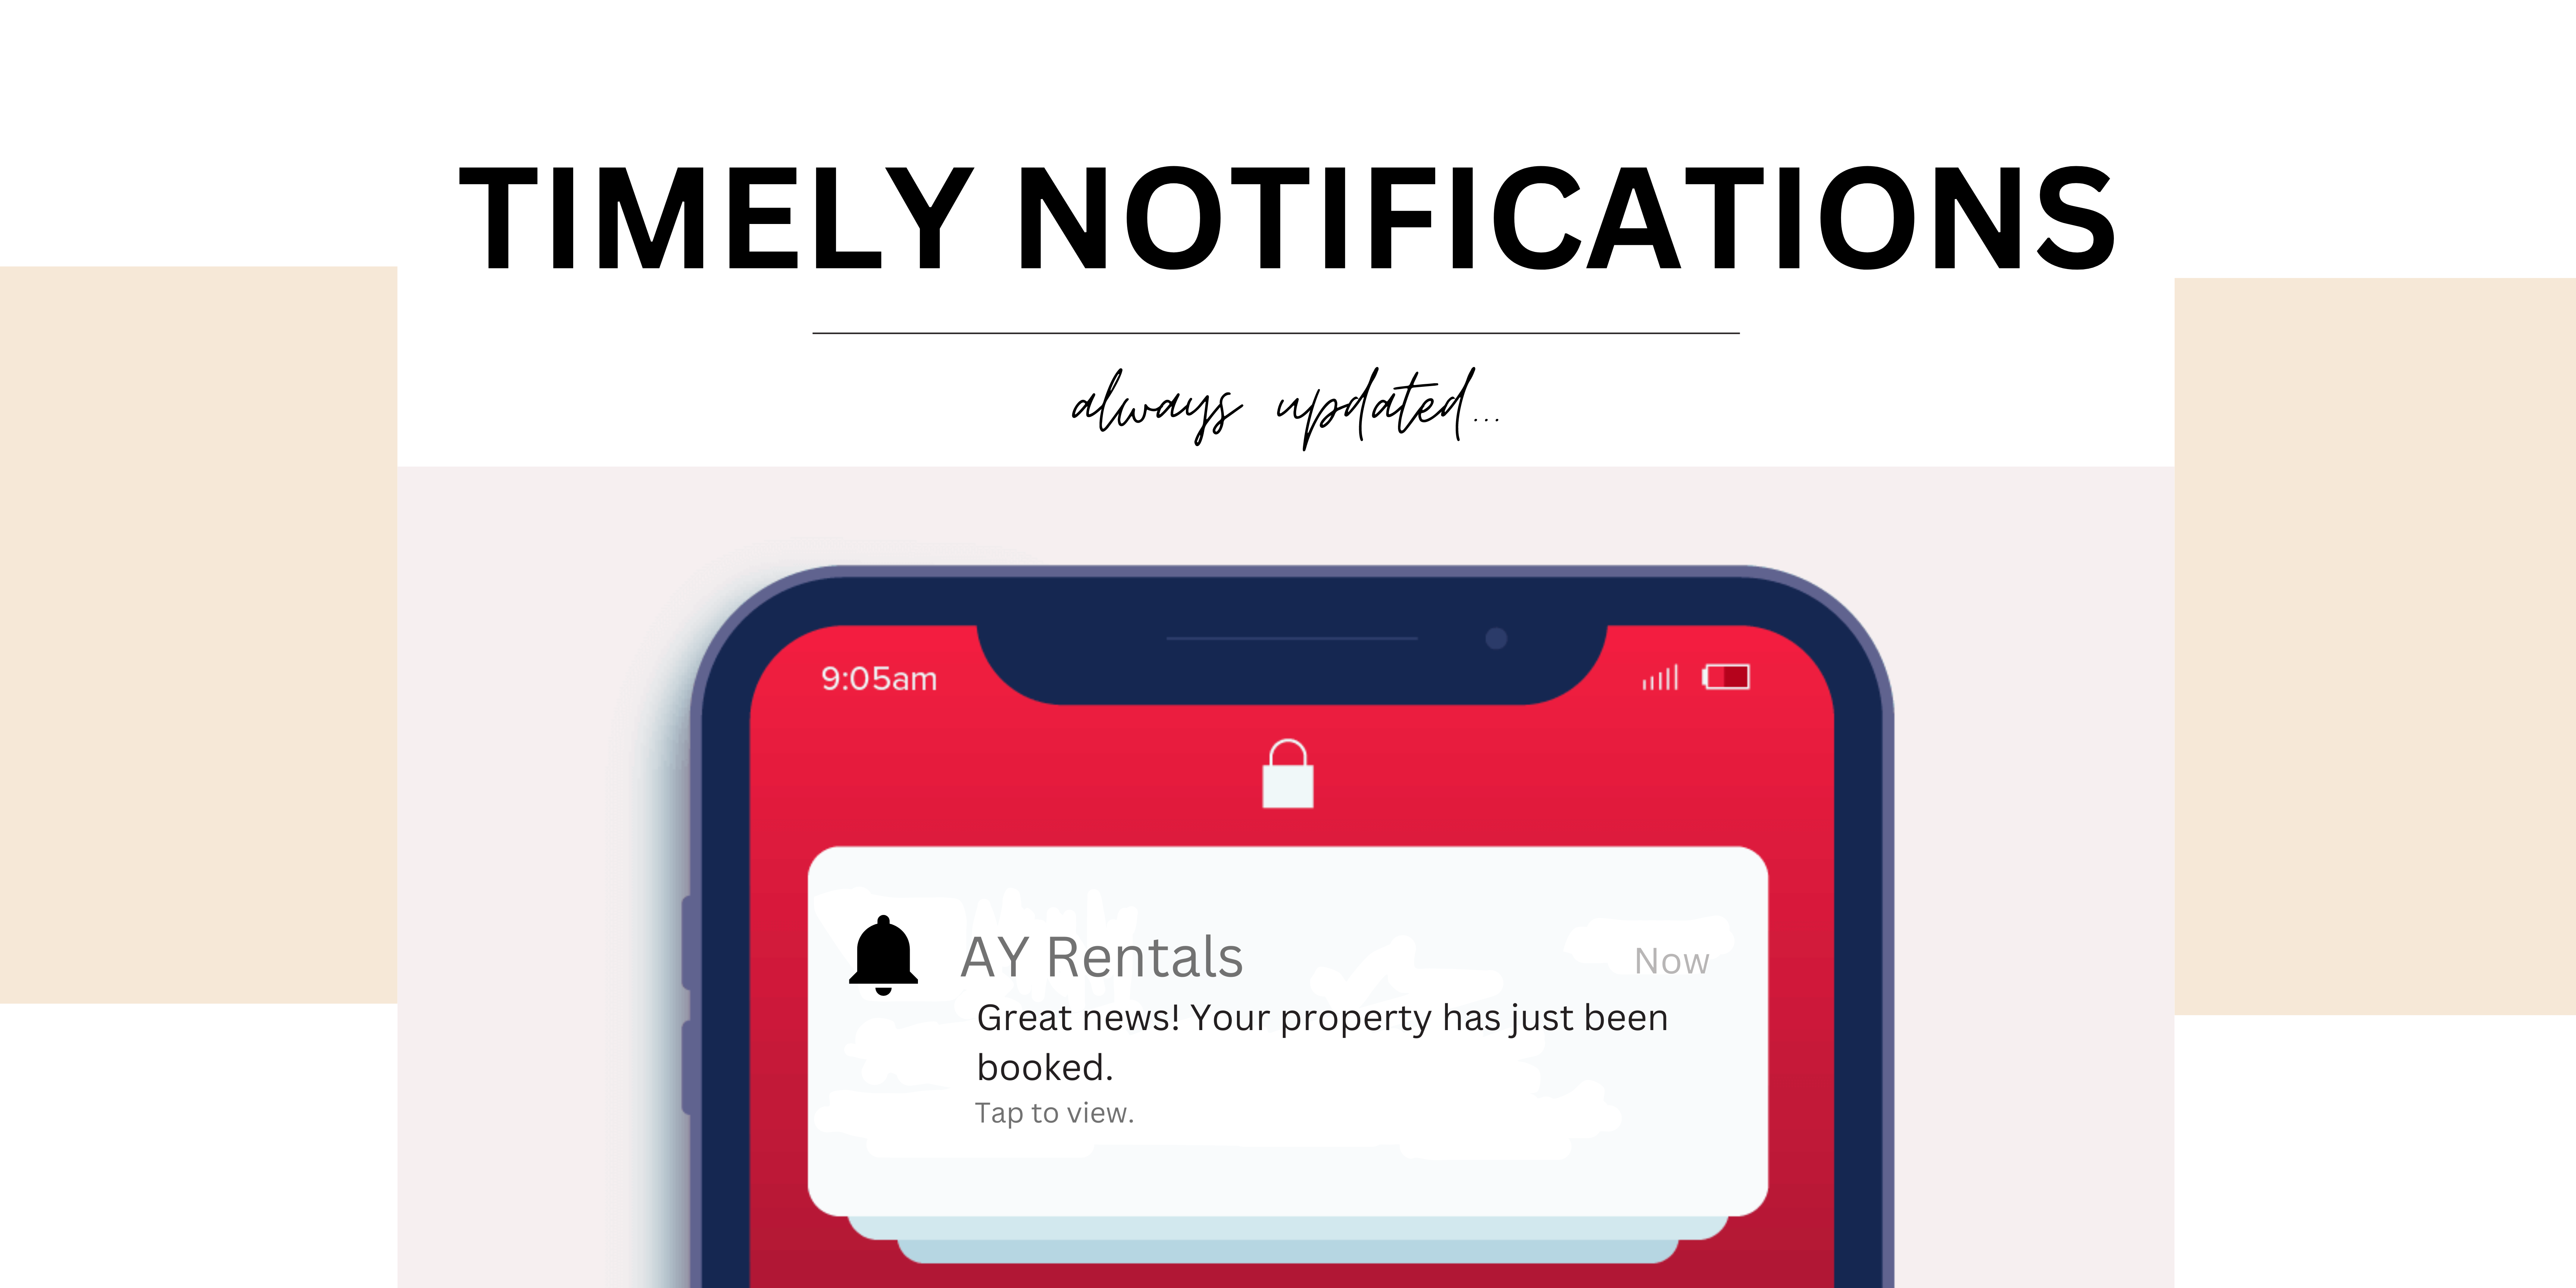 TIMELY NOTIFICATIONS
always updated...
9:05am
AY Rentals
Now
Great news! Your property has just been
booked.
Tap to view.